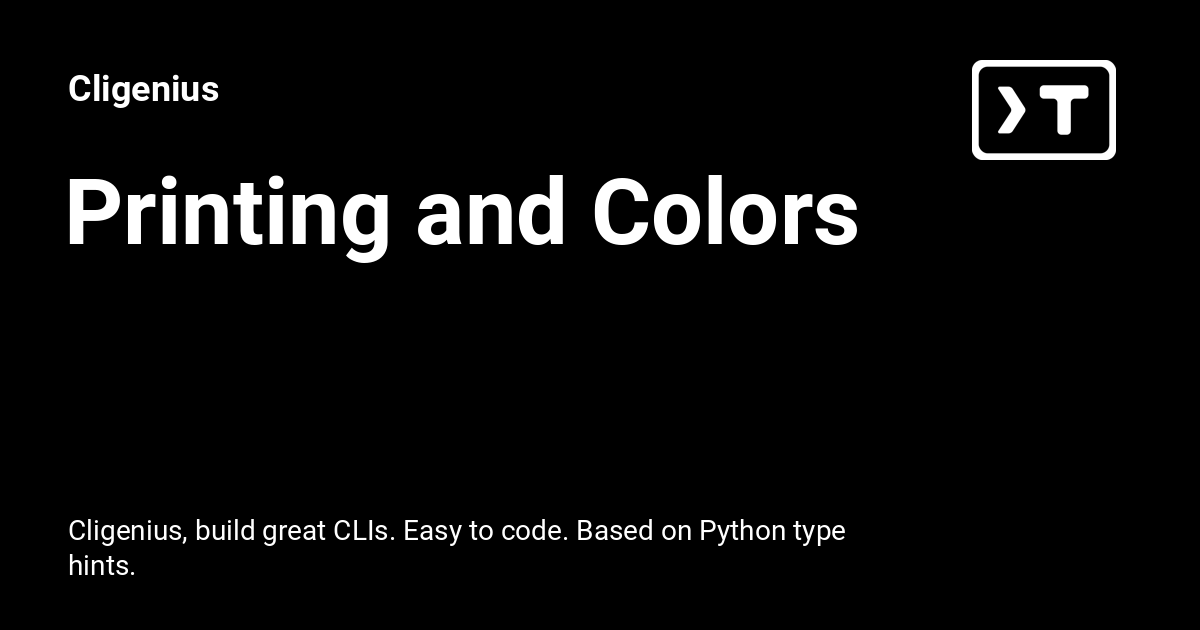 Cligenius
Printing and Colors
Cligenius, build great CLIs. Easy to code. Based on Python type
hints.